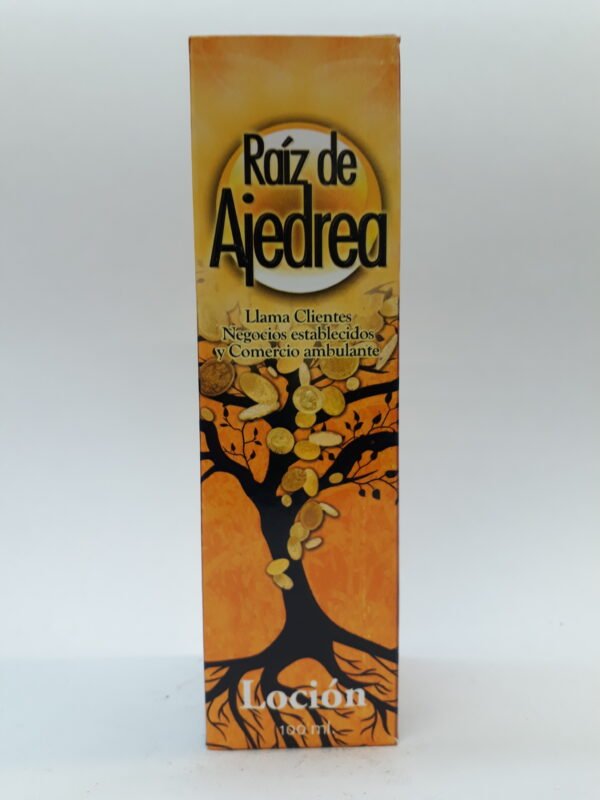 Raíz de
Ajedrea
Llama Clientes
Negocios establecidos
y Comercio ambulante
Loción
100 ml.